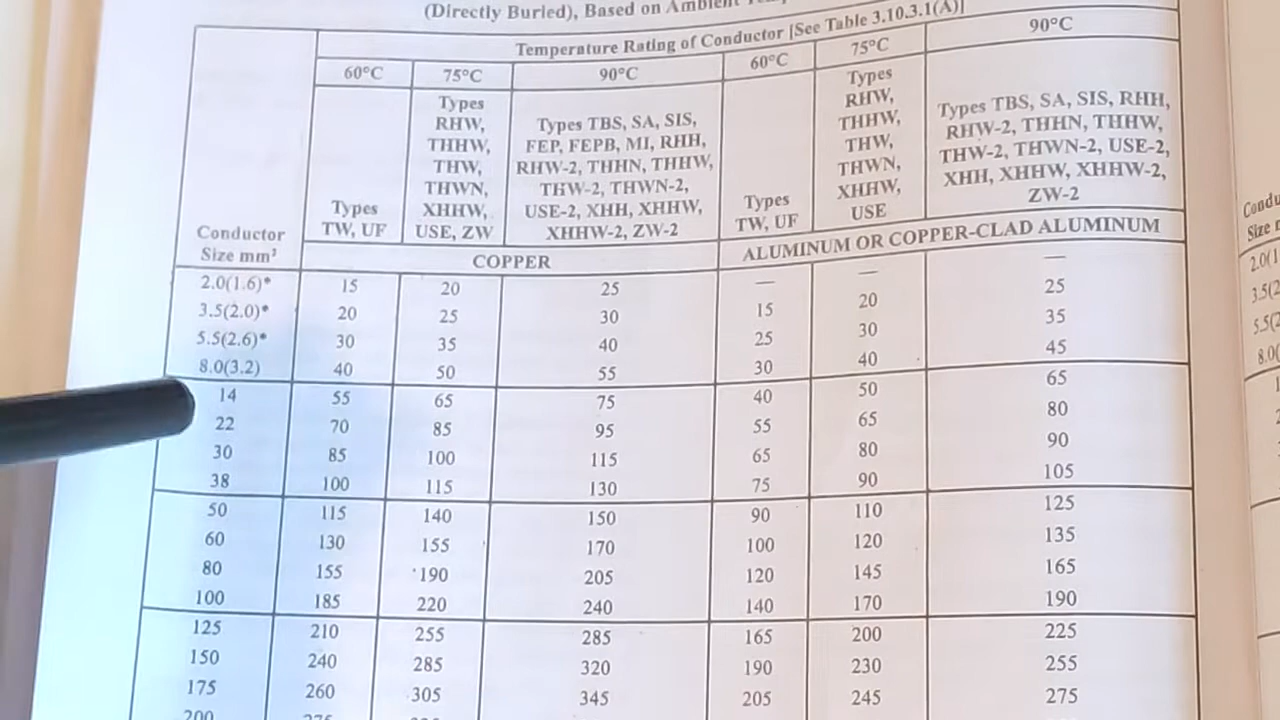 (Directly Buried), Based on Ambient
Temperature Rating of Conductor [See Table 3.10.3.1(A)]
60°C 75°C 90°C 60°C 75°C 90°C
Conductor
Size mm²
Types
TW, UF
Types
RHW,
THHW,
THW,
THWN,
XHHW,
USE, ZW
Types TBS, SA, SIS,
FEP, FEPB, MI, RHH,
RHW-2, THHN, THHW,
THW-2, THWN-2,
USE-2, XHH, XHHW,
XHHW-2, ZW-2
Types
TW, UF
Types
RHW,
THHW,
THW,
THWN,
XHHW,
USE
Types TBS, SA, SIS, RHH,
RHW-2, THHN, THHW,
THW-2, THWN-2, USE-2,
XHH, XHHW, XHHW-2,
ZW-2
COPPER ALUMINUM OR COPPER-CLAD ALUMINUM
2.0(1.6)* 15 20 25 — — —
3.5(2.0)* 20 25 30 15 20 25
5.5(2.6)* 30 35 40 25 30 35
8.0(3.2) 40 50 55 30 40 45
14 55 65 75 40 50 65
22 70 85 95 55 65 80
30 85 100 115 65 80 90
38 100 115 130 75 90 105
50 115 140 150 90 110 125
60 130 155 170 100 120 135
80 155 190 205 120 145 165
100 185 220 240 140 170 190
125 210 255 285 165 200 225
150 240 285 320 190 230 255
175 260 305 345 205 245 275
200